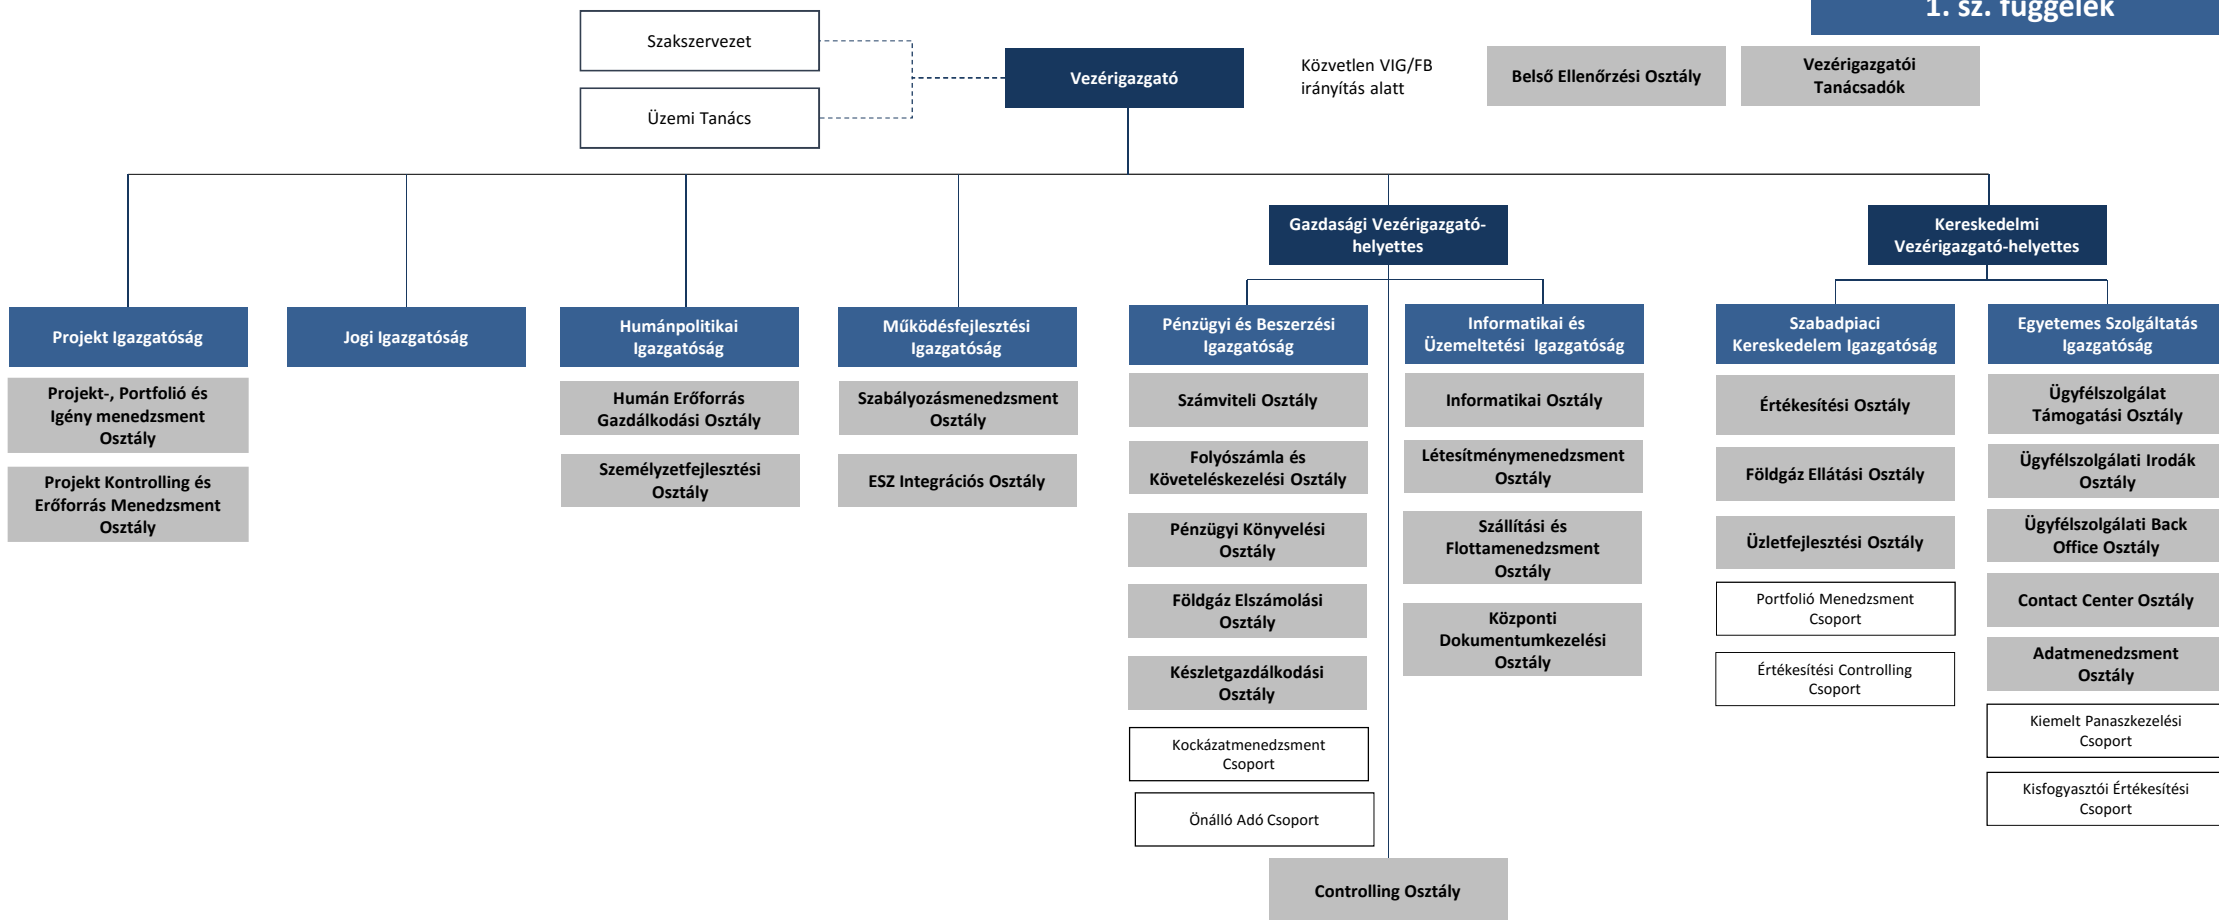 1. sz. függelék
Szakszervezet
Üzemi Tanács
Vezérigazgató
Közvetlen VIG/FB
irányítás alatt
Belső Ellenőrzési Osztály
Vezérigazgatói
Tanácsadók
Gazdasági Vezérigazgató-
helyettes
Kereskedelmi
Vezérigazgató-helyettes
Projekt Igazgatóság
Projekt-, Portfolió és
Igény menedzsment
Osztály
Projekt Kontrolling és
Erőforrás Menedzsment
Osztály
Jogi Igazgatóság
Humánpolitikai
Igazgatóság
Humán Erőforrás
Gazdálkodási Osztály
Személyzetfejlesztési
Osztály
Működésfejlesztési
Igazgatóság
Szabályozásmenedzsment
Osztály
ESZ Integrációs Osztály
Pénzügyi és Beszerzési
Igazgatóság
Számviteli Osztály
Folyószámla és
Követeléskezelési Osztály
Pénzügyi Könyvelési
Osztály
Földgáz Elszámolási
Osztály
Készletgazdálkodási
Osztály
Kockázatmenedzsment
Csoport
Önálló Adó Csoport
Informatikai és
Üzemeltetési Igazgatóság
Informatikai Osztály
Létesítménymenedzsment
Osztály
Szállítási és
Flottamenedzsment
Osztály
Központi
Dokumentumkezelési
Osztály
Controlling Osztály
Szabadpiaci
Kereskedelem Igazgatóság
Értékesítési Osztály
Földgáz Ellátási Osztály
Üzletfejlesztési Osztály
Portfolió Menedzsment
Csoport
Értékesítési Controlling
Csoport
Egyetemes Szolgáltatás
Igazgatóság
Ügyfélszolgálat
Támogatási Osztály
Ügyfélszolgálati Irodák
Osztály
Ügyfélszolgálati Back
Office Osztály
Contact Center Osztály
Adatmenedzsment
Osztály
Kiemelt Panaszkezelési
Csoport
Kisfogyasztói Értékesítési
Csoport